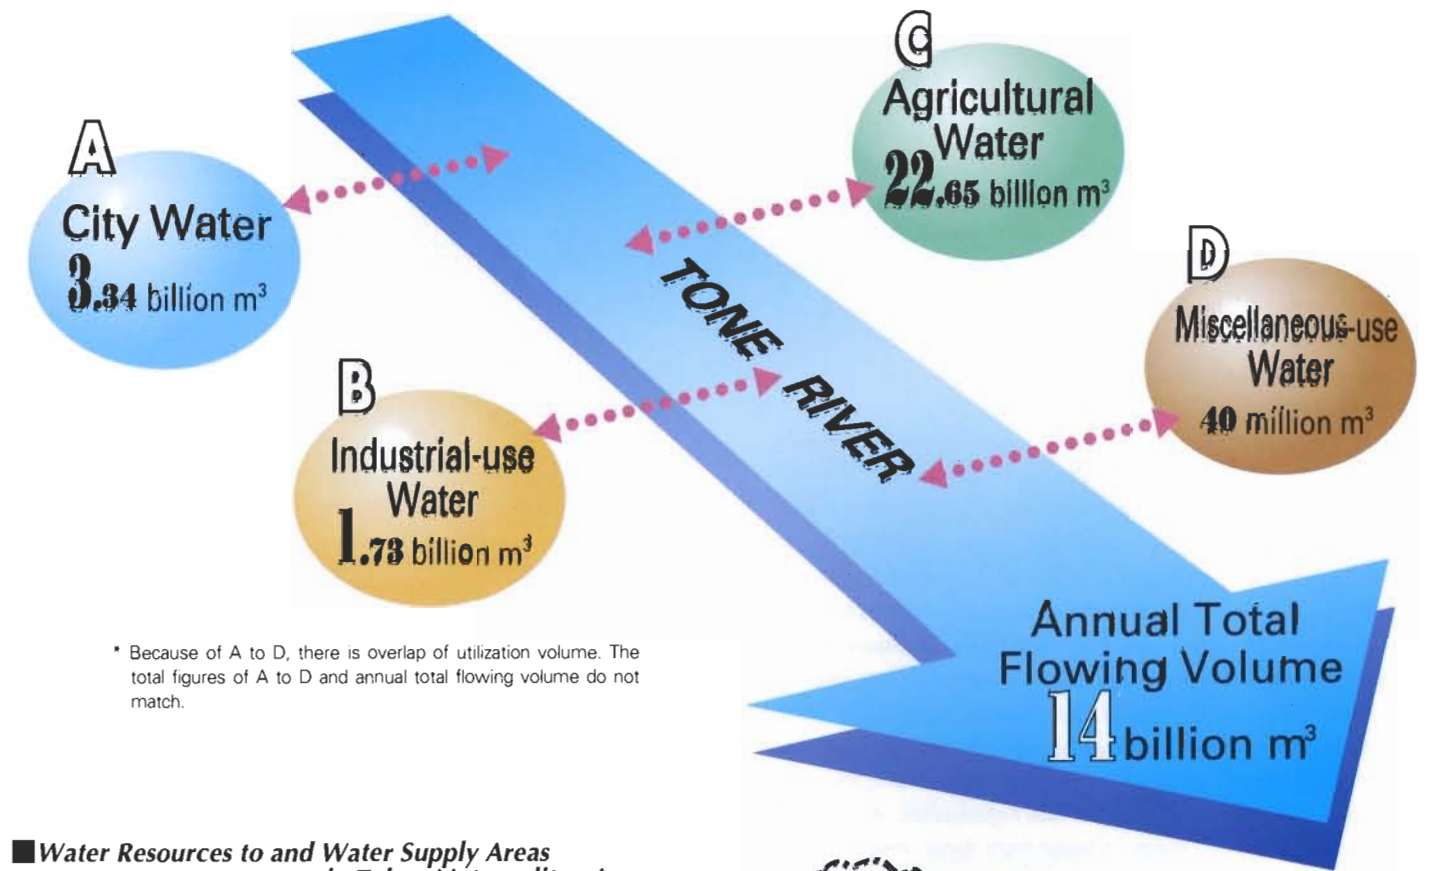 A
City Water
3.34 billion m³
B
Industrial-use
Water
1.73 billion m³
C
Agricultural
Water
22.65 billion m³
D
Miscellaneous-use
Water
40 million m³
TONE RIVER
Annual Total
Flowing Volume
14 billion m³
* Because of A to D, there is overlap of utilization volume. The
total figures of A to D and annual total flowing volume do not
match.
■Water Resources to and Water Supply Areas